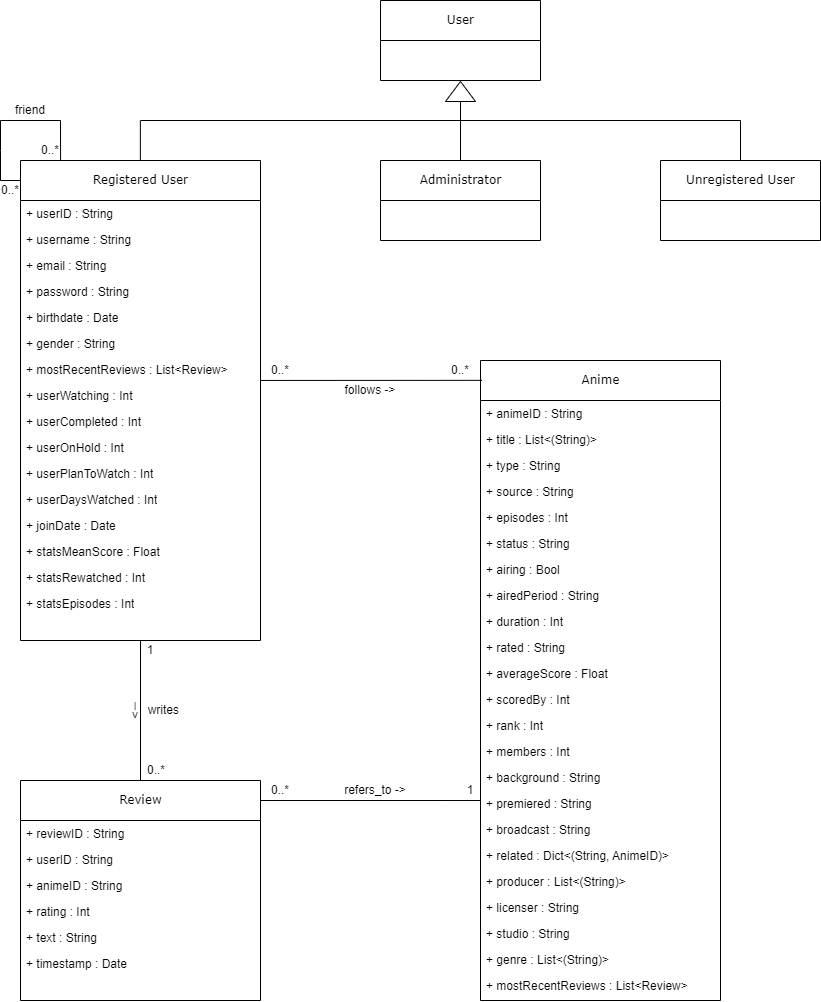 User
friend
0..*
0..*
Registered User
+ userID : String
+ username : String
+ email : String
+ password : String
+ birthdate : Date
+ gender : String
+ mostRecentReviews : List<Review>
+ userWatching : Int
+ userCompleted : Int
+ userOnHold : Int
+ userPlanToWatch : Int
+ userDaysWatched : Int
+ joinDate : Date
+ statsMeanScore : Float
+ statsRewatched : Int
+ statsEpisodes : Int
Administrator
Unregistered User
0..*
0..*
follows ->
Anime
+ animeID : String
+ title : List<(String)>
+ type : String
+ source : String
+ episodes : Int
+ status : String
+ airing : Bool
+ airedPeriod : String
+ duration : Int
+ rated : String
+ averageScore : Float
+ scoredBy : Int
+ rank : Int
+ members : Int
+ background : String
+ premiered : String
+ broadcast : String
+ related : Dict<(String, AnimeID)>
+ producer : List<(String)>
+ licenser : String
+ studio : String
+ genre : List<(String)>
+ mostRecentReviews : List<Review>
1
-> writes
0..*
0..*
refers_to ->
1
Review
+ reviewID : String
+ userID : String
+ animeID : String
+ rating : Int
+ text : String
+ timestamp : Date